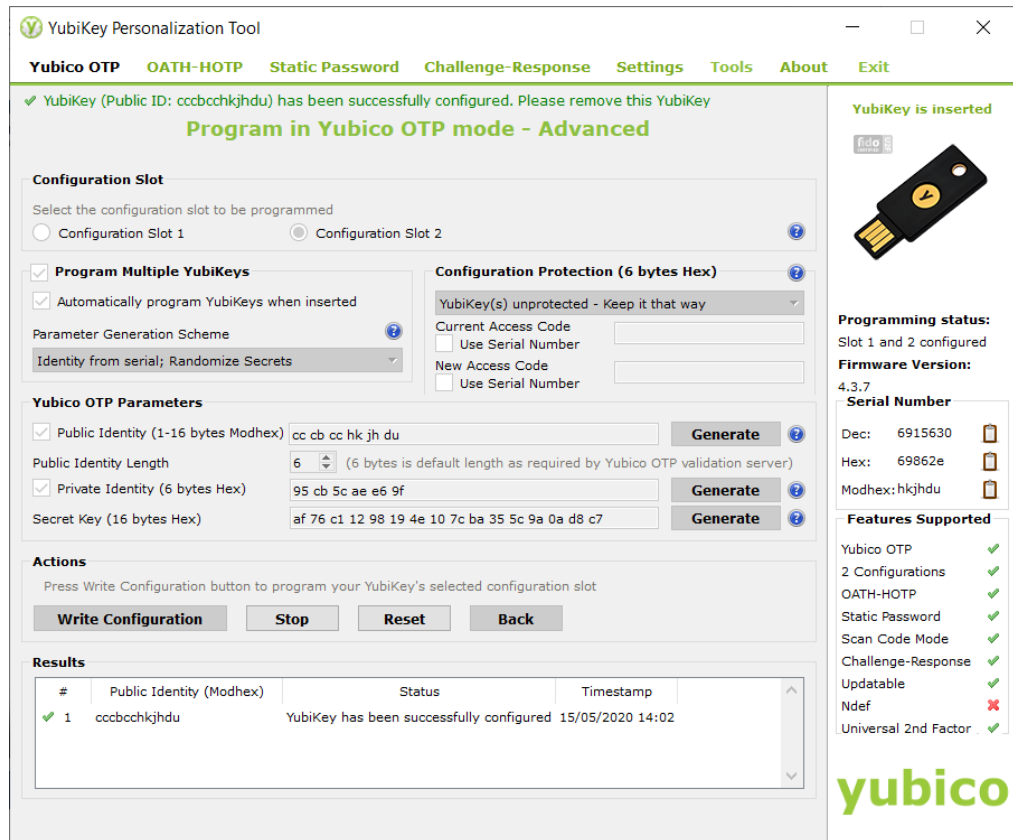 YubiKey Personalization Tool
Yubico OTP OATH-HOTP Static Password Challenge-Response Settings Tools About Exit
YubiKey (Public ID: cccbcchkjhdu) has been successfully configured. Please remove this YubiKey
Program in Yubico OTP mode - Advanced
Configuration Slot
Select the configuration slot to be programmed
Configuration Slot 1 Configuration Slot 2
Program Multiple YubiKeys
Automatically program YubiKeys when inserted
Parameter Generation Scheme
Identity from serial; Randomize Secrets
Configuration Protection (6 bytes Hex)
YubiKey(s) unprotected - Keep it that way
Current Access Code
Use Serial Number
New Access Code
Use Serial Number
Yubico OTP Parameters
Public Identity (1-16 bytes Modhex) cc cb cc hk jh du Generate
Public Identity Length 6 (6 bytes is default length as required by Yubico OTP validation server)
Private Identity (6 bytes Hex) 95 cb 5c ae e6 9f Generate
Secret Key (16 bytes Hex) af 76 c1 12 98 19 4e 10 7c ba 35 5c 9a 0a d8 c7 Generate
Actions
Press Write Configuration button to program your YubiKey's selected configuration slot
Write Configuration Stop Reset Back
Results
# Public Identity (Modhex) Status Timestamp
1 cccbcchkjhdu YubiKey has been successfully configured 15/05/2020 14:02
YubiKey is inserted
fido
y
Programming status:
Slot 1 and 2 configured
Firmware Version:
4.3.7
Serial Number
Dec: 6915630
Hex: 69862e
Modhex: hkjhdu
Features Supported
Yubico OTP
2 Configurations
OATH-HOTP
Static Password
Scan Code Mode
Challenge-Response
Updatable
Ndef
Universal 2nd Factor
yubico